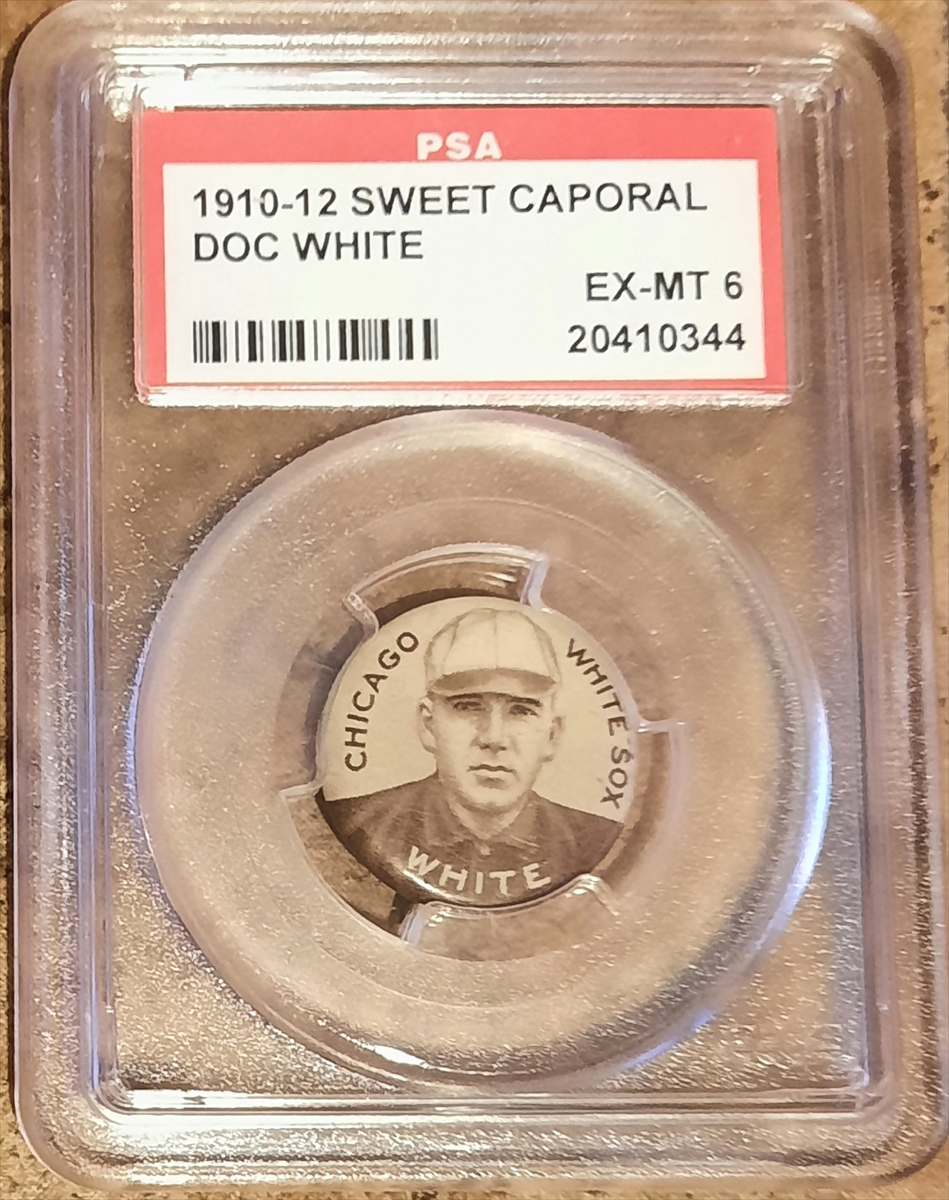 PSA
1910-12 SWEET CAPORAL
DOC WHITE
EX-MT 6
20410344
CHICAGO
WHITE SOX
WHITE